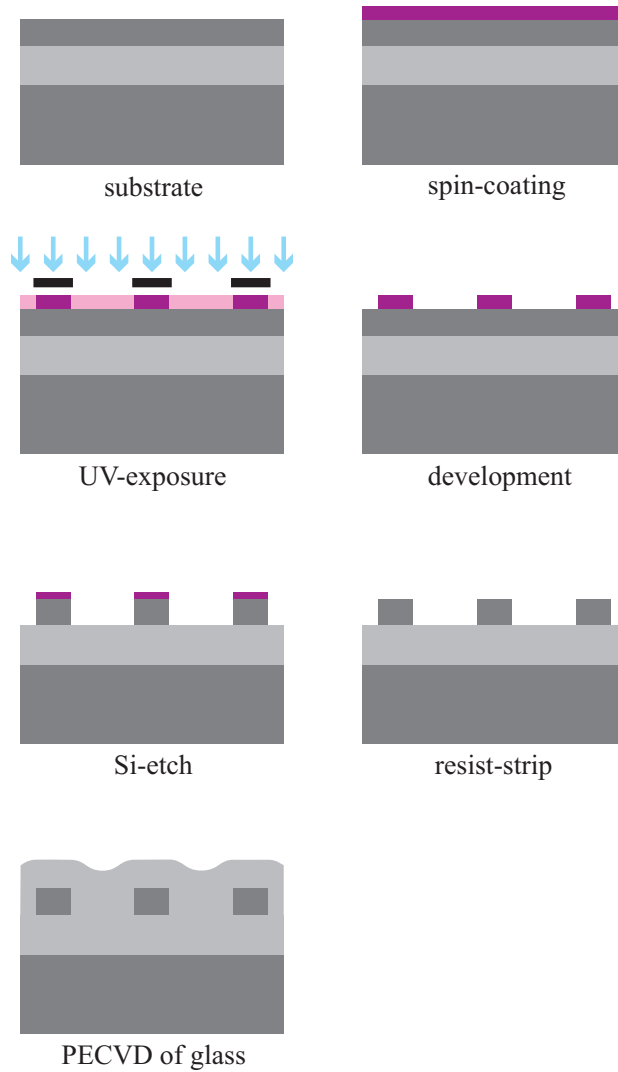 substrate
spin-coating
UV-exposure
development
Si-etch
resist-strip
PECVD of glass